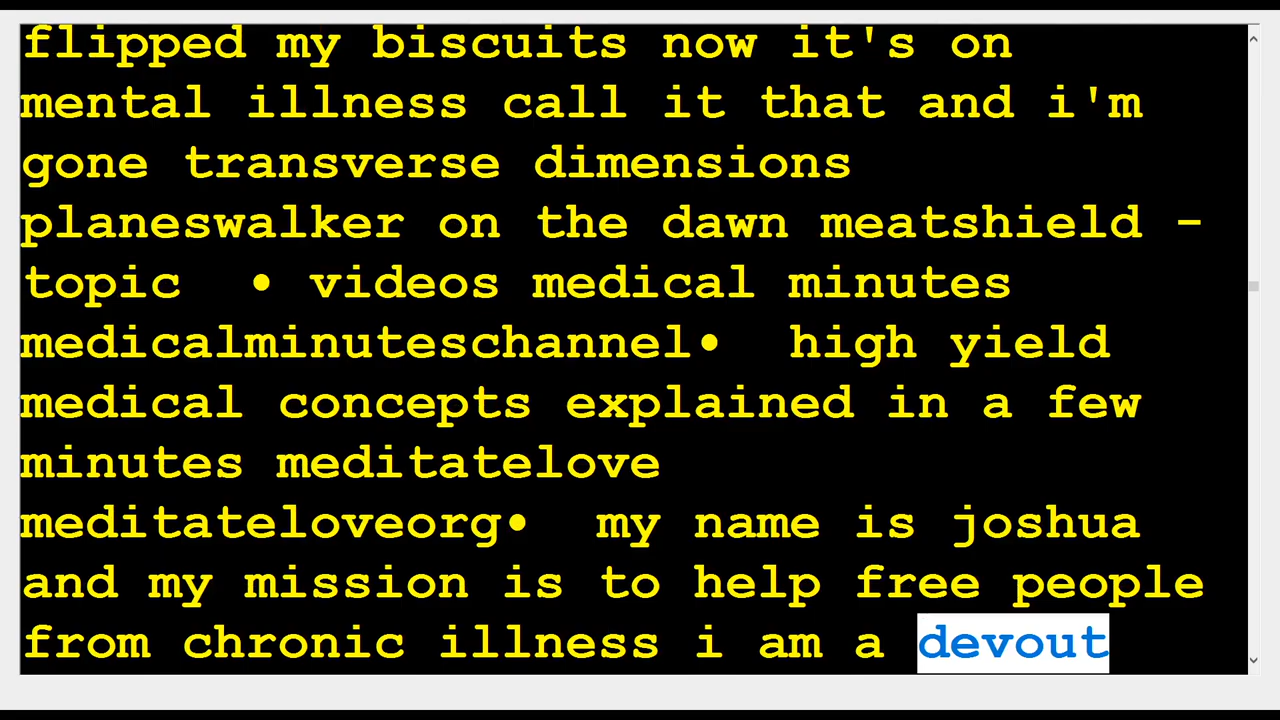 flipped my biscuits now it's on
mental illness call it that and i'm
gone transverse dimensions
planeswalker on the dawn meatshield -
topic  • videos medical minutes
medicalminuteschannel•  high yield
medical concepts explained in a few
minutes meditatelove
meditateloveorg•  my name is joshua
and my mission is to help free people
from chronic illness i am a devout